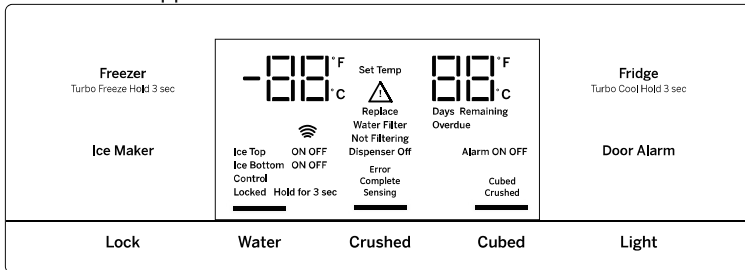 Freezer
Turbo Freeze Hold 3 sec
Ice Maker
-88 °F °C
Set Temp
88 °F °C
Replace
Water Filter
Not Filtering
Dispenser Off
Days Remaining
Overdue
Ice Top ON OFF
Ice Bottom ON OFF
Control
Locked Hold for 3 sec
Error
Complete
Sensing
Alarm ON OFF
Cubed
Crushed
Fridge
Turbo Cool Hold 3 sec
Door Alarm
Lock Water Crushed Cubed Light